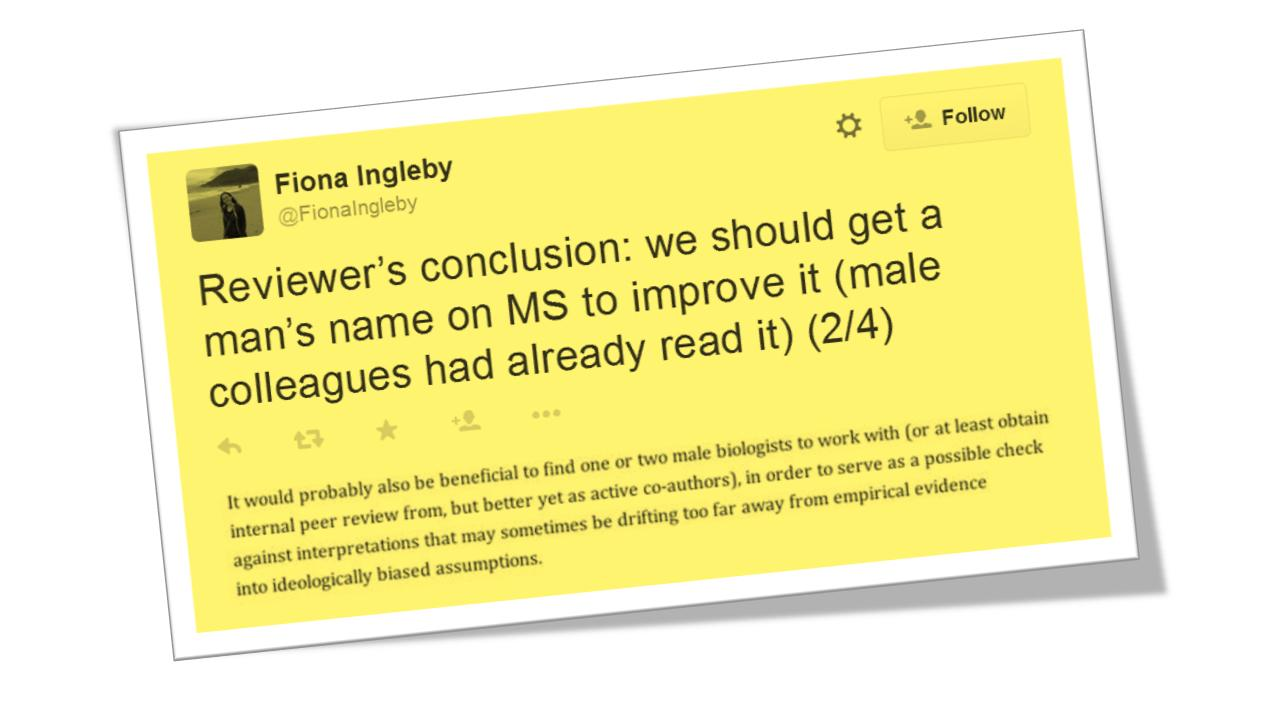 Follow
Fiona Ingleby
@FionaIngleby
Reviewer’s conclusion: we should get a
man’s name on MS to improve it (male
colleagues had already read it) (2/4)
It would probably also be beneficial to find one or two male biologists to work with (or at least obtain
internal peer review from, but better yet as active co-authors), in order to serve as a possible check
against interpretations that may sometimes be drifting too far away from empirical evidence
into ideologically biased assumptions.